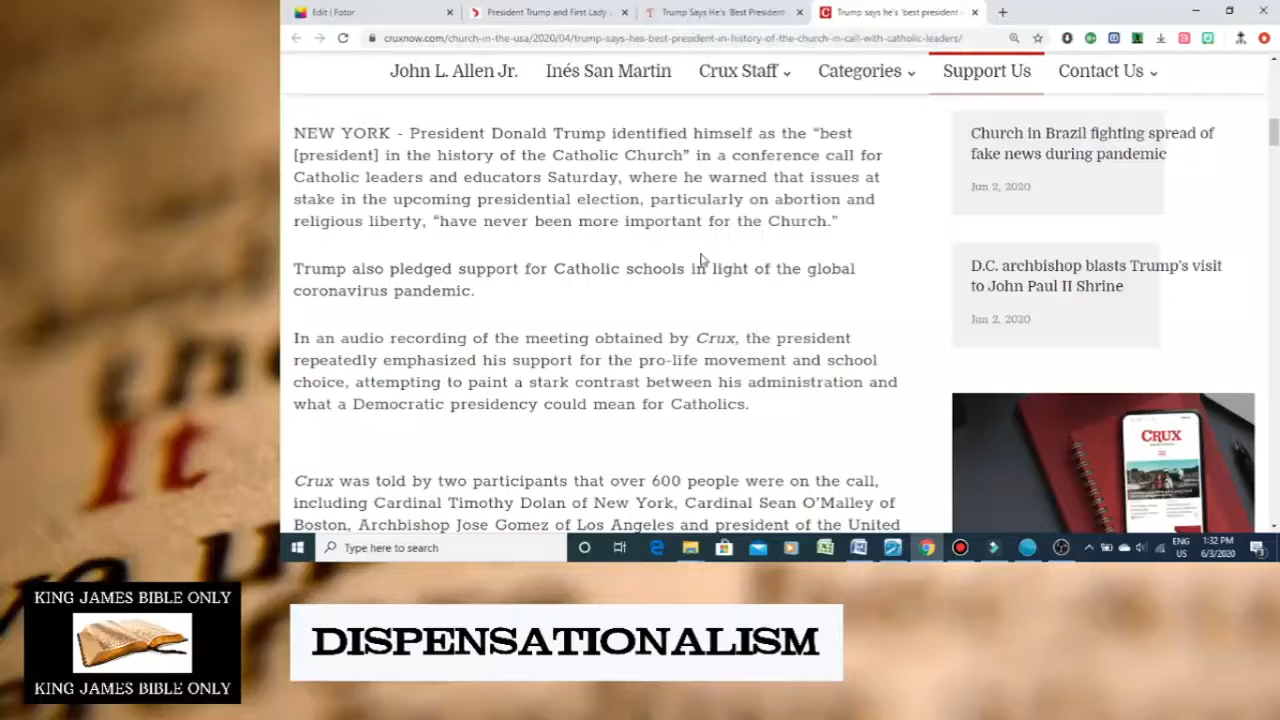 Edit | Fotor
President Trump and First Lady
Trump Says He's 'Best President
Trump says he's 'best president
cruxnow.com/church-in-the-usa/2020/04/trump-says-hes-best-president-in-history-of-the-church-in-call-with-catholic-leaders/
John L. Allen Jr. Inés San Martin Crux Staff Categories Support Us Contact Us
NEW YORK - President Donald Trump identified himself as the “best
[president] in the history of the Catholic Church” in a conference call for
Catholic leaders and educators Saturday, where he warned that issues at
stake in the upcoming presidential election, particularly on abortion and
religious liberty, “have never been more important for the Church.”
Trump also pledged support for Catholic schools in light of the global
coronavirus pandemic.
In an audio recording of the meeting obtained by Crux, the president
repeatedly emphasized his support for the pro-life movement and school
choice, attempting to paint a stark contrast between his administration and
what a Democratic presidency could mean for Catholics.
Crux was told by two participants that over 600 people were on the call,
including Cardinal Timothy Dolan of New York, Cardinal Sean O’Malley of
Boston, Archbishop Jose Gomez of Los Angeles and president of the United
Church in Brazil fighting spread of
fake news during pandemic
Jun 2, 2020
D.C. archbishop blasts Trump’s visit
to John Paul II Shrine
Jun 2, 2020
CRUX
It
Type here to search
ENG
US
1:32 PM
6/3/2020
KING JAMES BIBLE ONLY
KING JAMES BIBLE ONLY
DISPENSATIONALISM